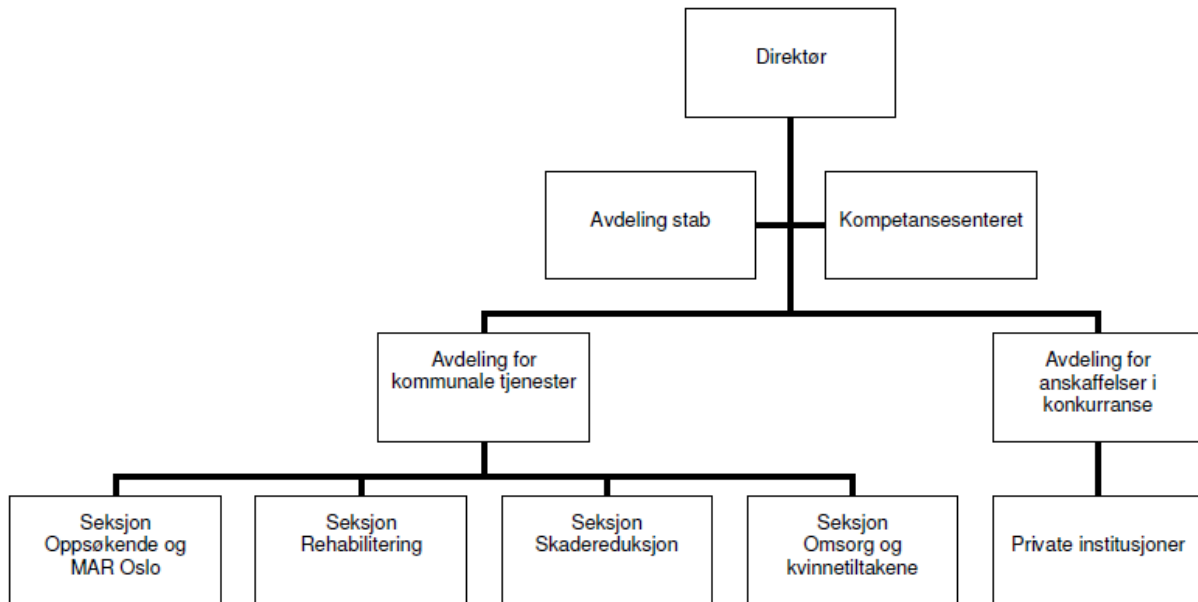 Direktør
Avdeling stab
Kompetansesenteret
Avdeling for
kommunale tjenester
Avdeling for
anskaffelser i
konkurranse
Seksjon
Oppsøkende og
MAR Oslo
Seksjon
Rehabilitering
Seksjon
Skadereduksjon
Seksjon
Omsorg og
kvinnetiltakene
Private institusjoner